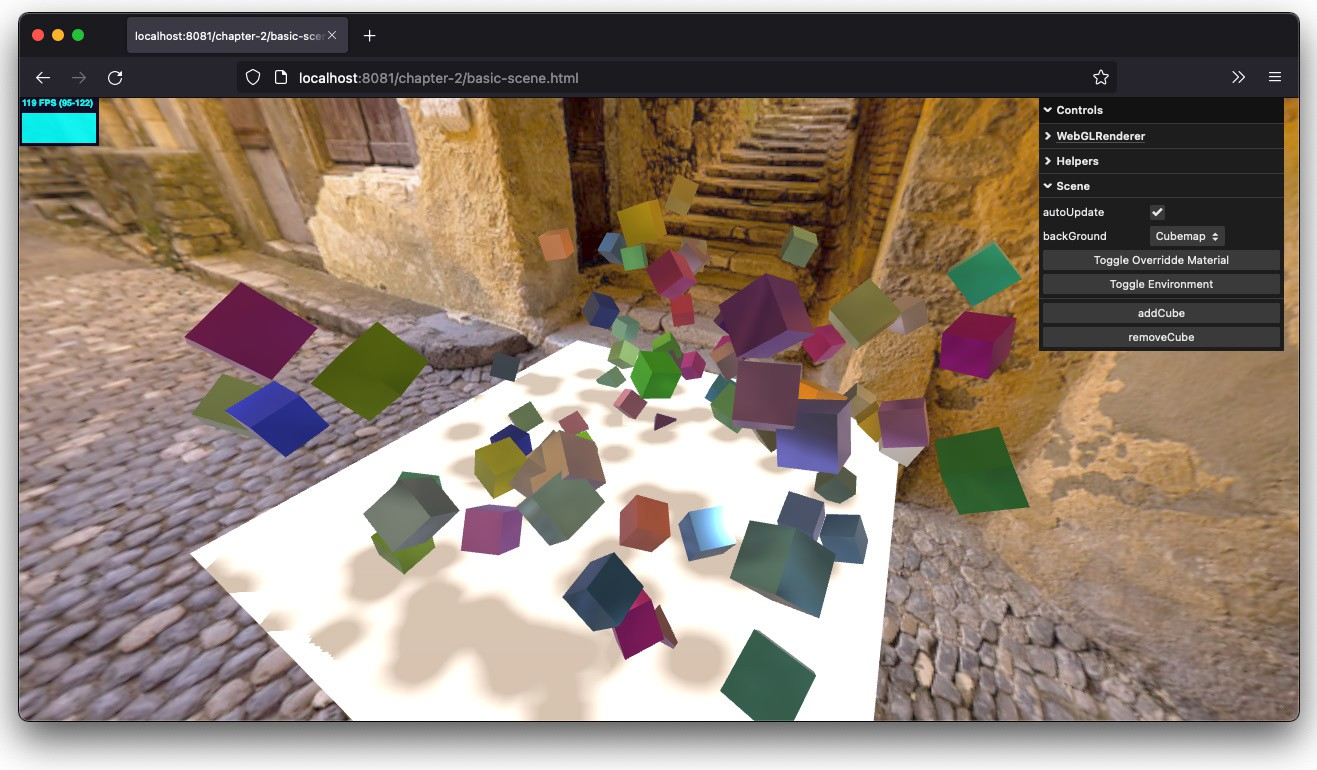 localhost:8081/chapter-2/basic-sce
localhost:8081/chapter-2/basic-scene.html
119 FPS (95-122)
Controls
WebGLRenderer
Helpers
Scene
autoUpdate
backGround Cubemap
Toggle Overridde Material
Toggle Environment
addCube
removeCube